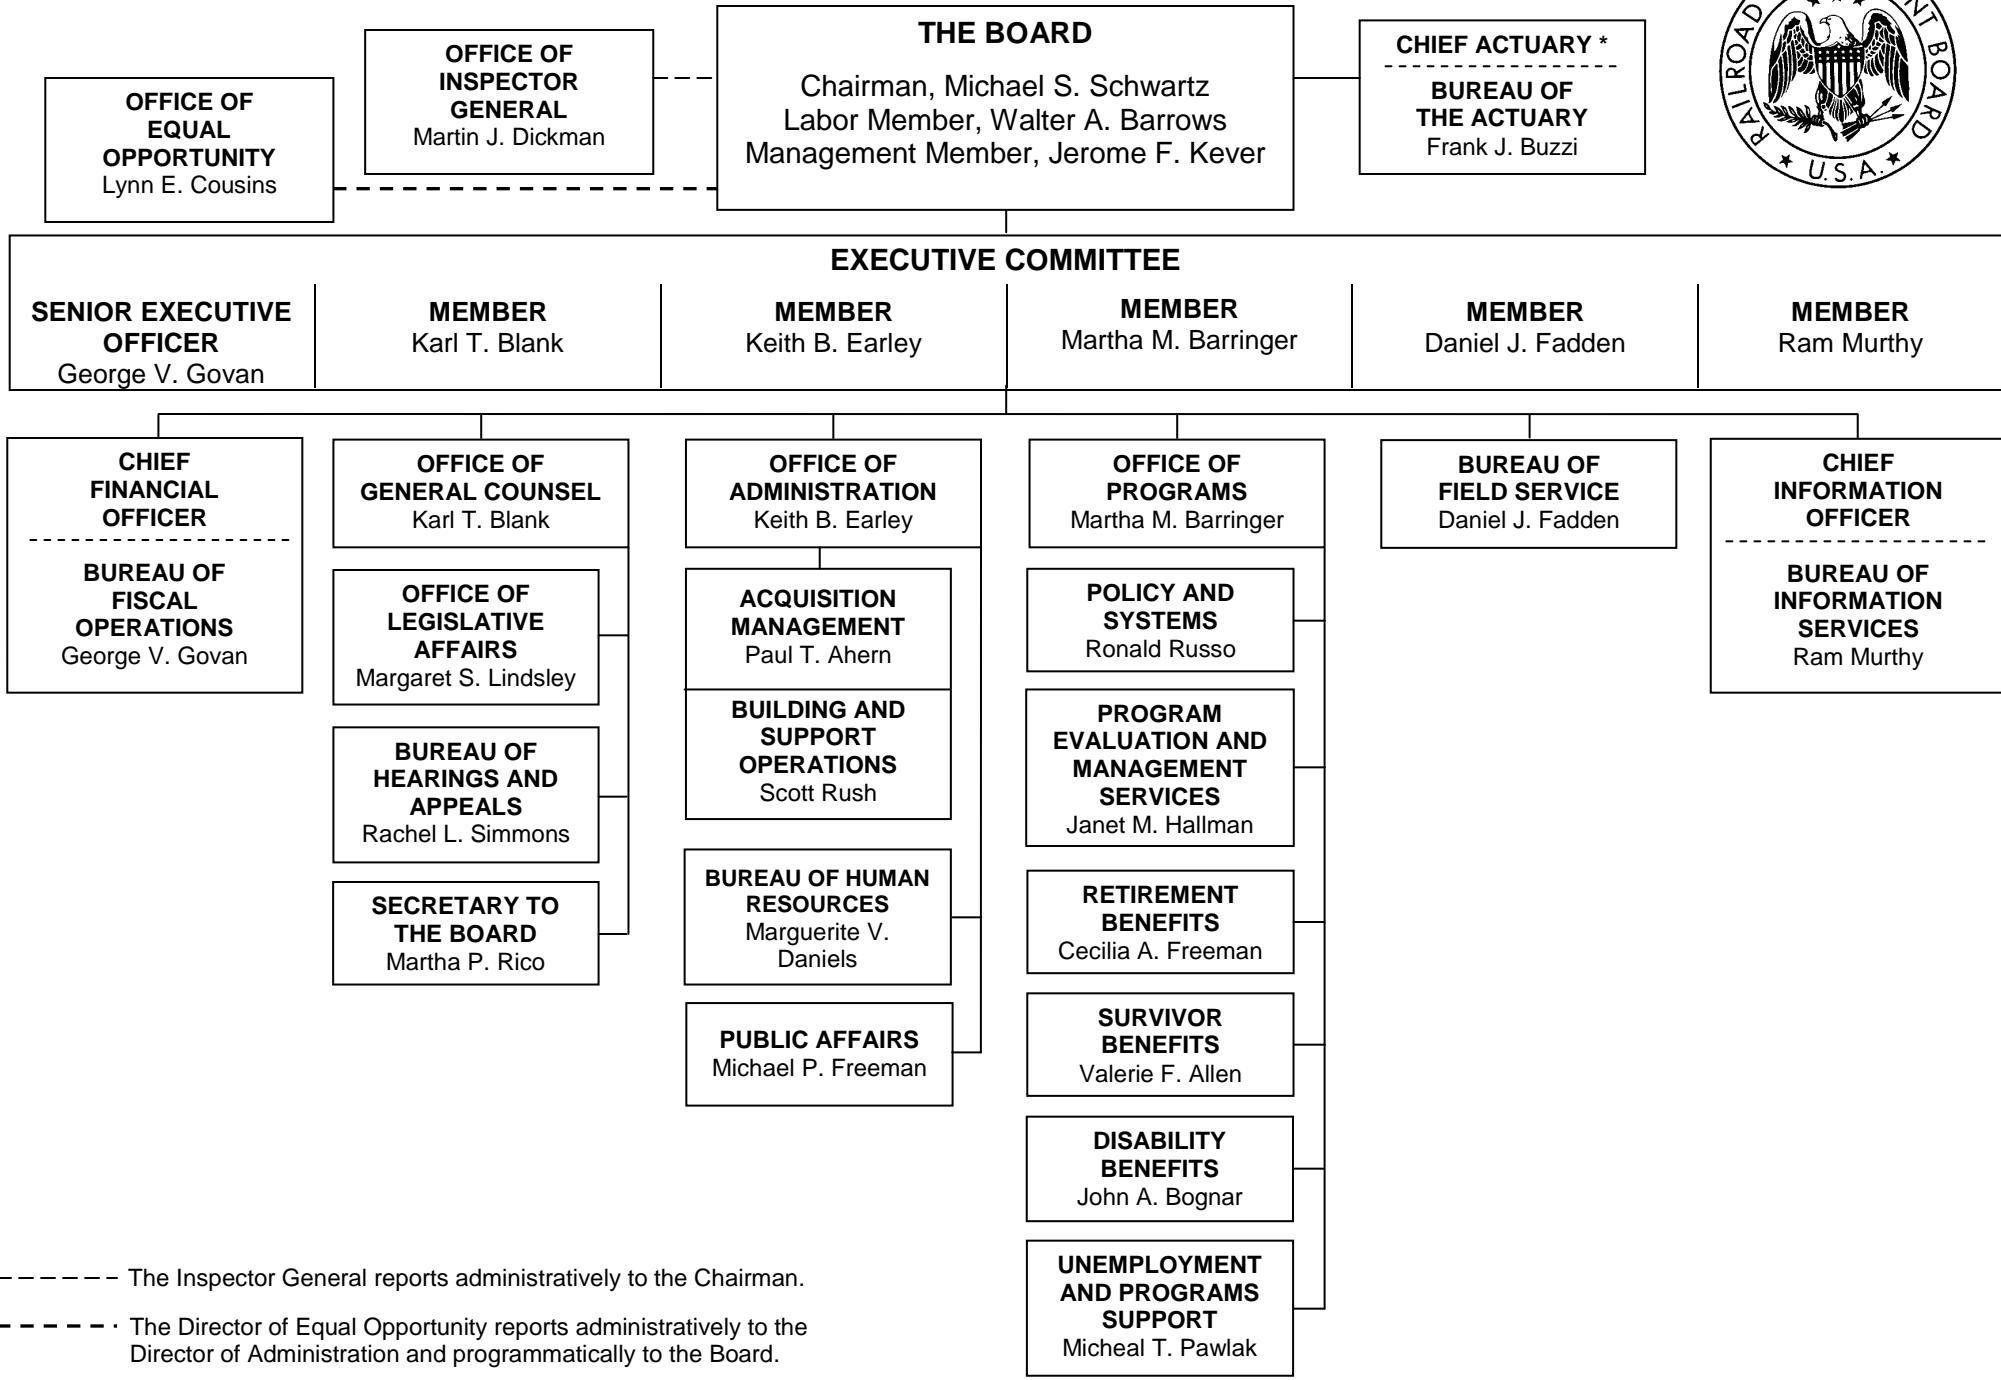 THE BOARD
Chairman, Michael S. Schwartz
Labor Member, Walter A. Barrows
Management Member, Jerome F. Kever
OFFICE OF
INSPECTOR
GENERAL
Martin J. Dickman
OFFICE OF
EQUAL
OPPORTUNITY
Lynn E. Cousins
CHIEF ACTUARY *
BUREAU OF
THE ACTUARY
Frank J. Buzzi
RAILROAD
BOARD
U.S.A.
EXECUTIVE COMMITTEE
SENIOR EXECUTIVE
OFFICER
George V. Govan
MEMBER
Karl T. Blank
MEMBER
Keith B. Earley
MEMBER
Martha M. Barringer
MEMBER
Daniel J. Fadden
MEMBER
Ram Murthy
CHIEF
FINANCIAL
OFFICER
BUREAU OF
FISCAL
OPERATIONS
George V. Govan
OFFICE OF
GENERAL COUNSEL
Karl T. Blank
OFFICE OF
LEGISLATIVE
AFFAIRS
Margaret S. Lindsley
BUREAU OF
HEARINGS AND
APPEALS
Rachel L. Simmons
SECRETARY TO
THE BOARD
Martha P. Rico
OFFICE OF
ADMINISTRATION
Keith B. Earley
ACQUISITION
MANAGEMENT
Paul T. Ahern
BUILDING AND
SUPPORT
OPERATIONS
Scott Rush
BUREAU OF HUMAN
RESOURCES
Marguerite V.
Daniels
PUBLIC AFFAIRS
Michael P. Freeman
OFFICE OF
PROGRAMS
Martha M. Barringer
POLICY AND
SYSTEMS
Ronald Russo
PROGRAM
EVALUATION AND
MANAGEMENT
SERVICES
Janet M. Hallman
RETIREMENT
BENEFITS
Cecilia A. Freeman
SURVIVOR
BENEFITS
Valerie F. Allen
DISABILITY
BENEFITS
John A. Bognar
UNEMPLOYMENT
AND PROGRAMS
SUPPORT
Micheal T. Pawlak
BUREAU OF
FIELD SERVICE
Daniel J. Fadden
CHIEF
INFORMATION
OFFICER
BUREAU OF
INFORMATION
SERVICES
Ram Murthy
The Inspector General reports administratively to the Chairman.
The Director of Equal Opportunity reports administratively to the
Director of Administration and programmatically to the Board.